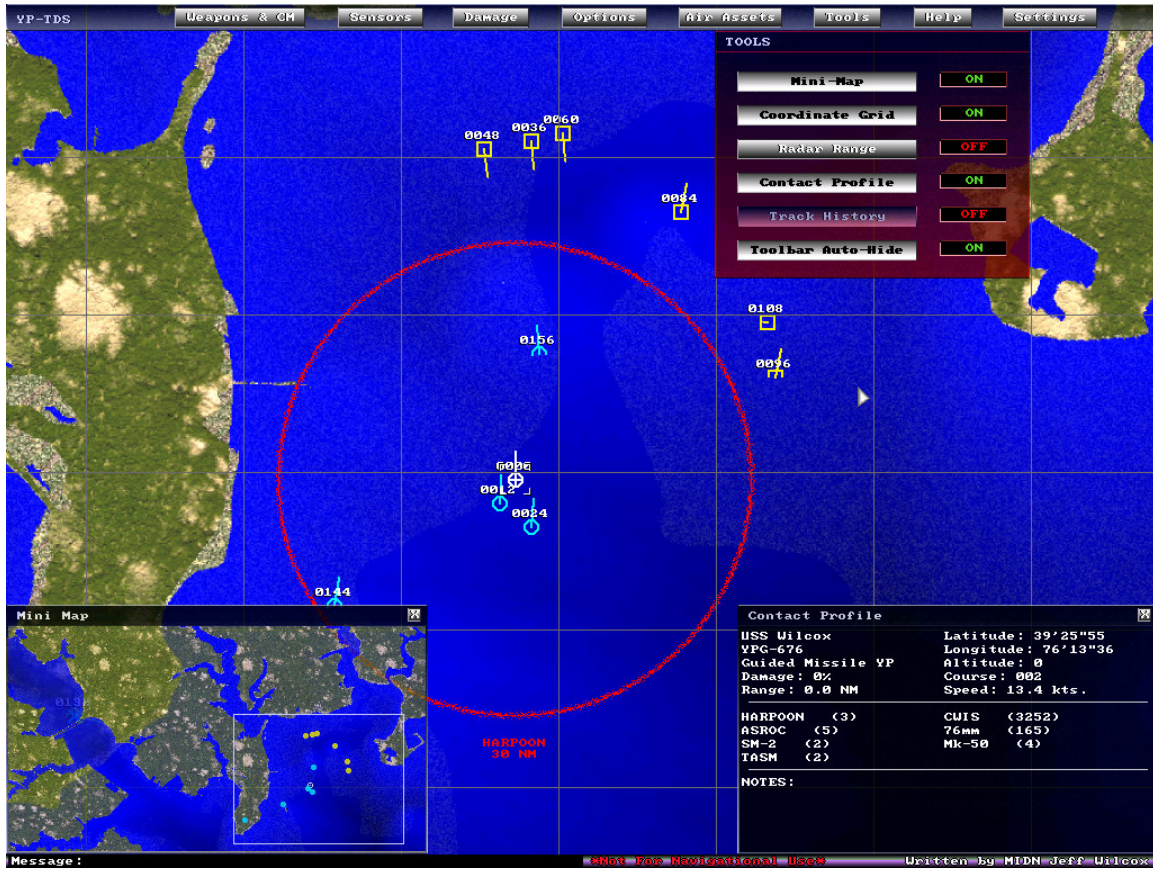 YP-TDS Weapons & CM Sensors Damage Options Air Assets Tools Help Settings
TOOLS
Mini-Map ON
Coordinate Grid ON
Radar Range OFF
Contact Profile ON
Track History OFF
Toolbar Auto-Hide ON
0048 0036 0060
0084
0108
0156
0096
0012
0024
0144
HARPOON
30 NM
Mini Map
Contact Profile
USS Wilcox Latitude: 39'25"55
YPG-676 Longitude: 76'13"36
Guided Missile YP Altitude: 0
Damage: 0% Course: 002
Range: 0.0 NM Speed: 13.4 kts.
HARPOON (3) CWIS (3252)
ASROC (5) 76mm (165)
SM-2 (2) Mk-50 (4)
TASM (2)
NOTES:
Message: *Not For Navigational Use* Written by MIDN Jeff Wilcox